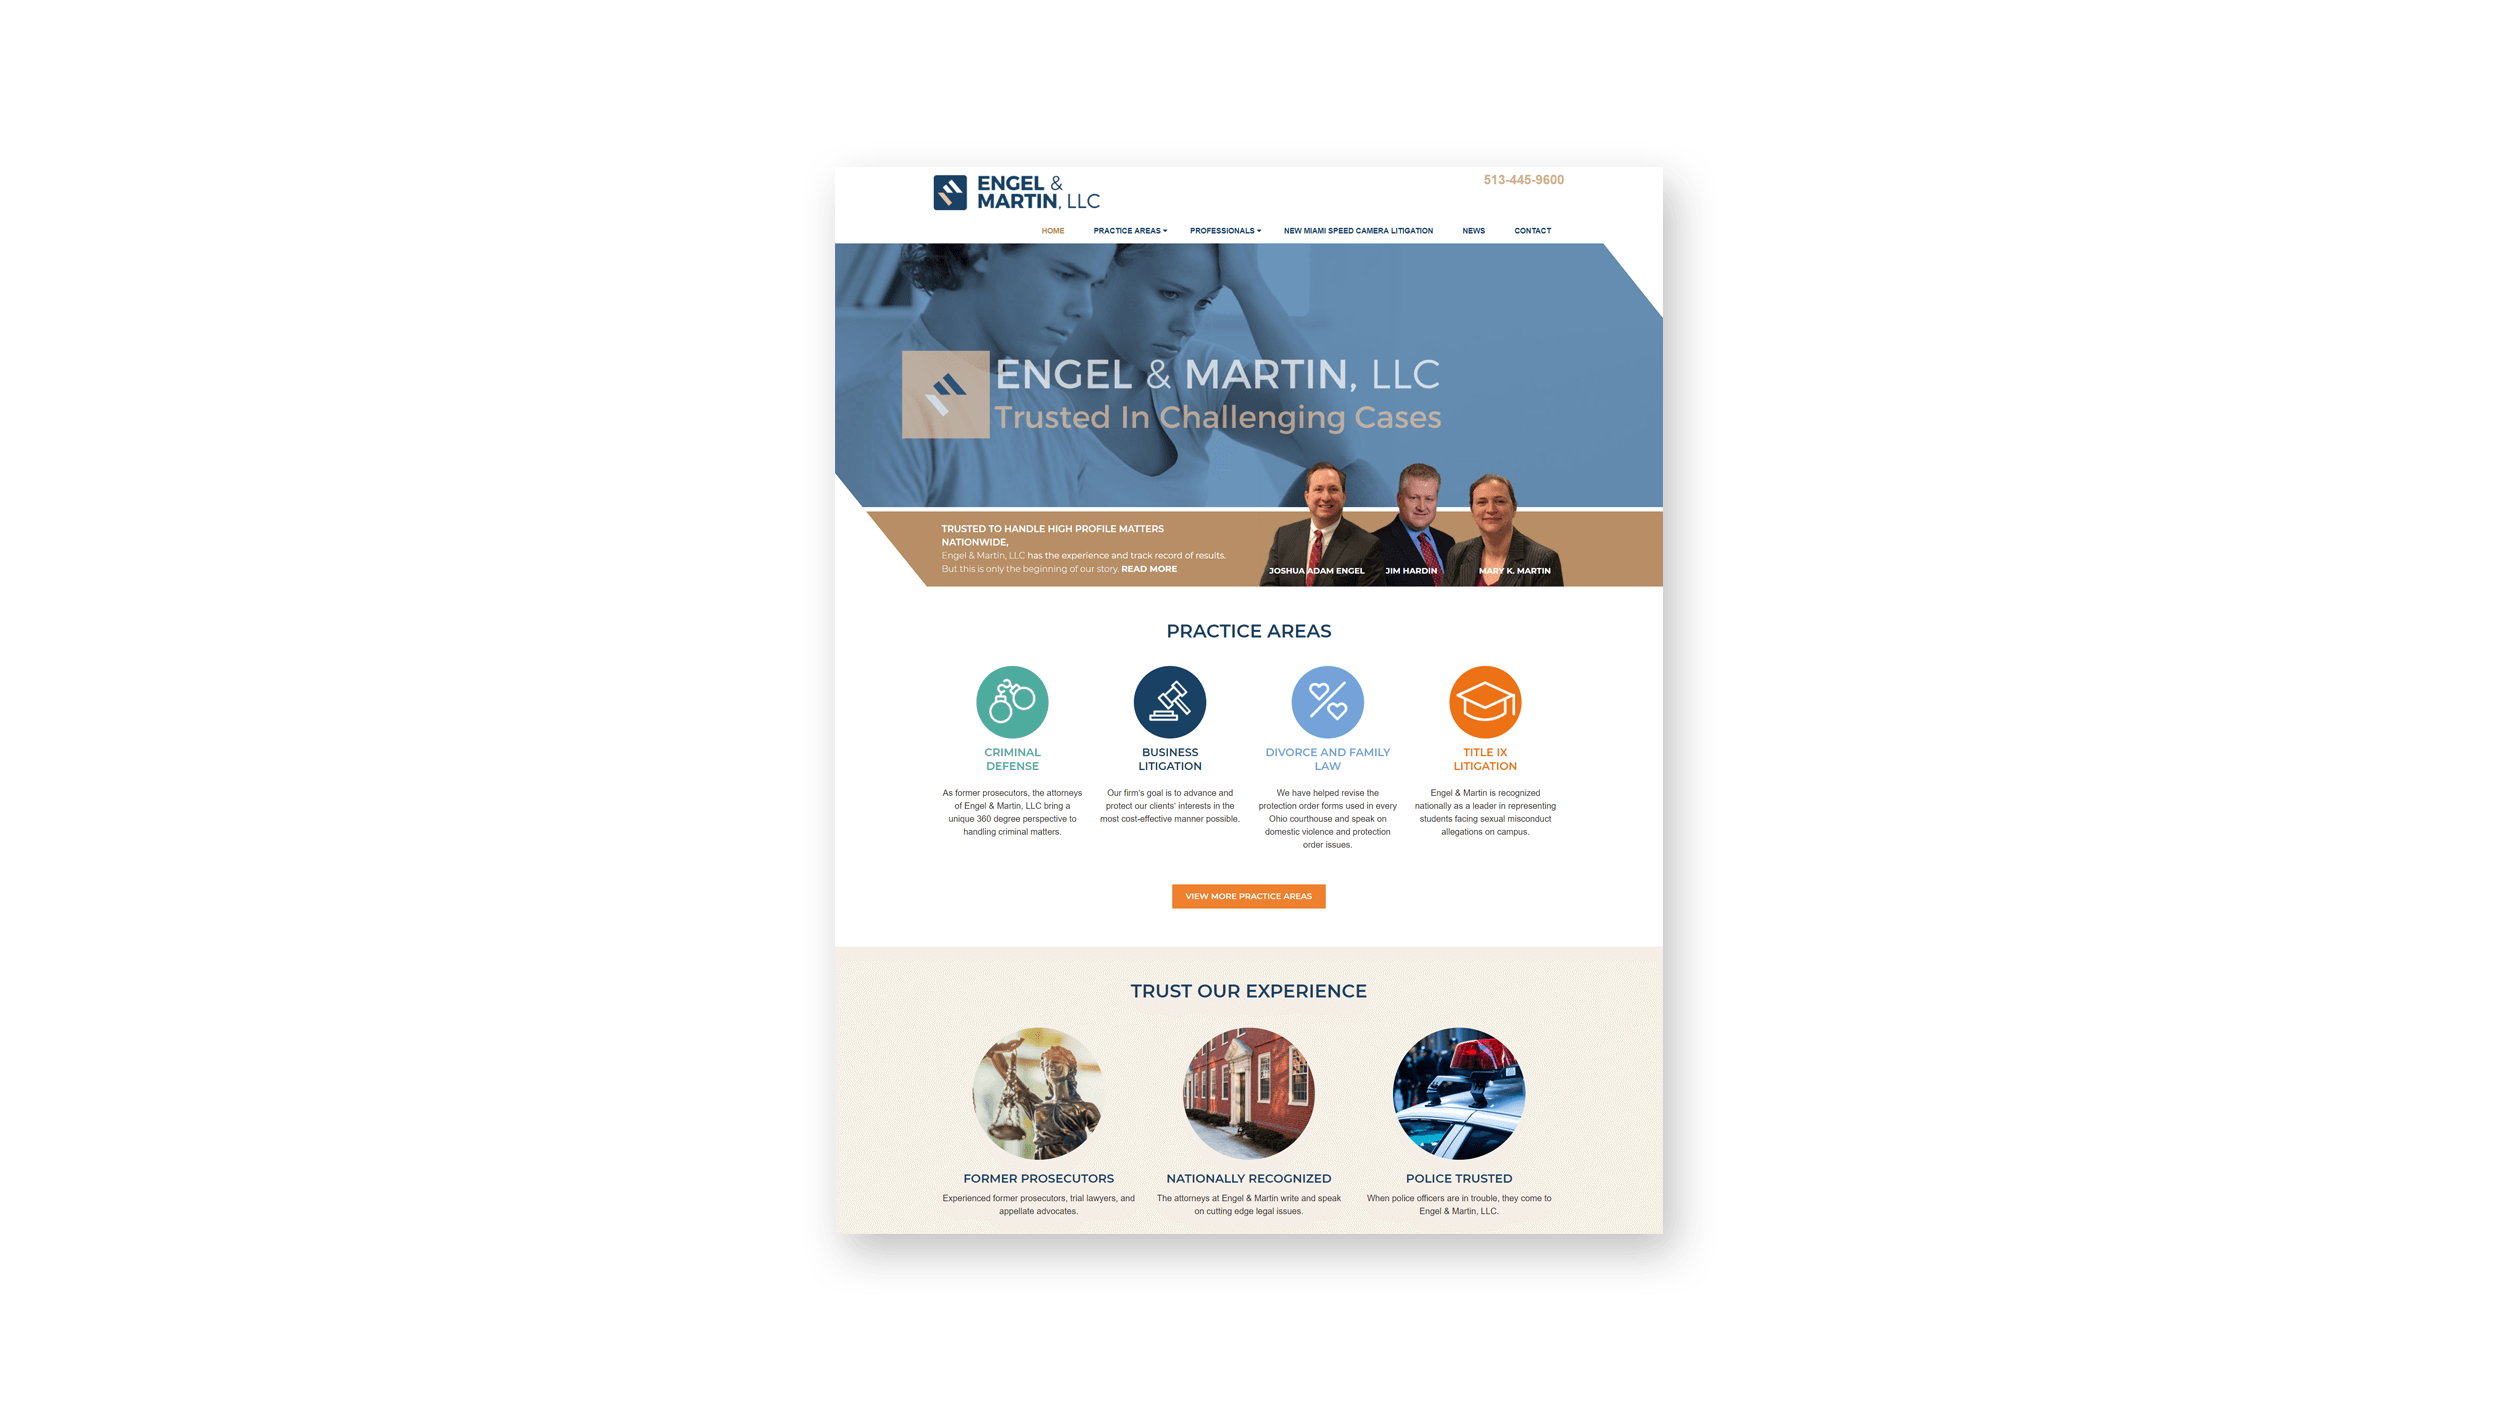 ENGEL &
MARTIN, LLC
513-445-9600
HOME PRACTICE AREAS PROFESSIONALS NEW MIAMI SPEED CAMERA LITIGATION NEWS CONTACT
ENGEL & MARTIN, LLC
Trusted In Challenging Cases
TRUSTED TO HANDLE HIGH PROFILE MATTERS
NATIONWIDE,
Engel & Martin, LLC has the experience and track record of results.
But this is only the beginning of our story. READ MORE
JOSHUA ADAM ENGEL JIM HARDIN MARY K. MARTIN
PRACTICE AREAS
CRIMINAL
DEFENSE
As former prosecutors, the attorneys
of Engel & Martin, LLC bring a
unique 360 degree perspective to
handling criminal matters.
BUSINESS
LITIGATION
Our firm's goal is to advance and
protect our clients' interests in the
most cost-effective manner possible.
DIVORCE AND FAMILY
LAW
We have helped revise the
protection order forms used in every
Ohio courthouse and speak on
domestic violence and protection
order issues.
TITLE IX
LITIGATION
Engel & Martin is recognized
nationally as a leader in representing
students facing sexual misconduct
allegations on campus.
VIEW MORE PRACTICE AREAS
TRUST OUR EXPERIENCE
FORMER PROSECUTORS
Experienced former prosecutors, trial lawyers, and
appellate advocates.
NATIONALLY RECOGNIZED
The attorneys at Engel & Martin write and speak
on cutting edge legal issues.
POLICE TRUSTED
When police officers are in trouble, they come to
Engel & Martin, LLC.